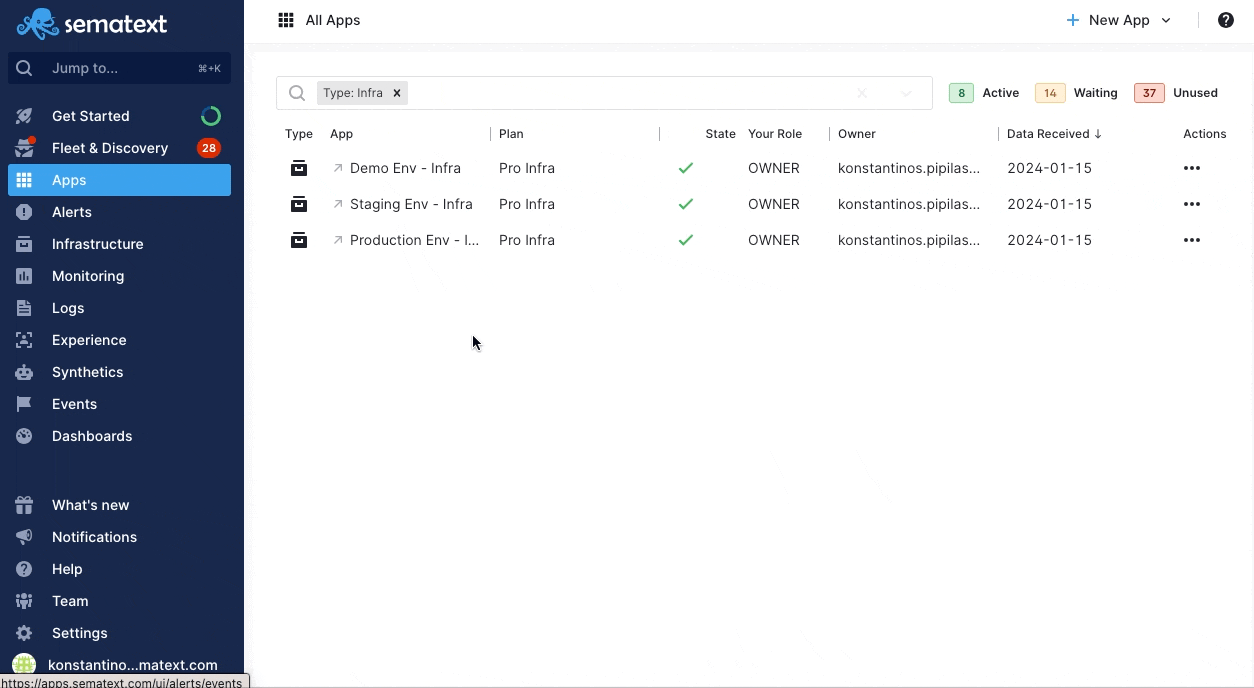 sematext
All Apps
New App
Jump to...
⌘+K
Get Started
Fleet & Discovery
28
Apps
Alerts
Infrastructure
Monitoring
Logs
Experience
Synthetics
Events
Dashboards
What's new
Notifications
Help
Team
Settings
konstantino...matext.com
https://apps.sematext.com/ui/alerts/events
Type: Infra
8 Active 14 Waiting 37 Unused
Type App Plan State Your Role Owner Data Received ↓ Actions
Demo Env - Infra Pro Infra OWNER konstantinos.pipilas... 2024-01-15
Staging Env - Infra Pro Infra OWNER konstantinos.pipilas... 2024-01-15
Production Env - I... Pro Infra OWNER konstantinos.pipilas... 2024-01-15